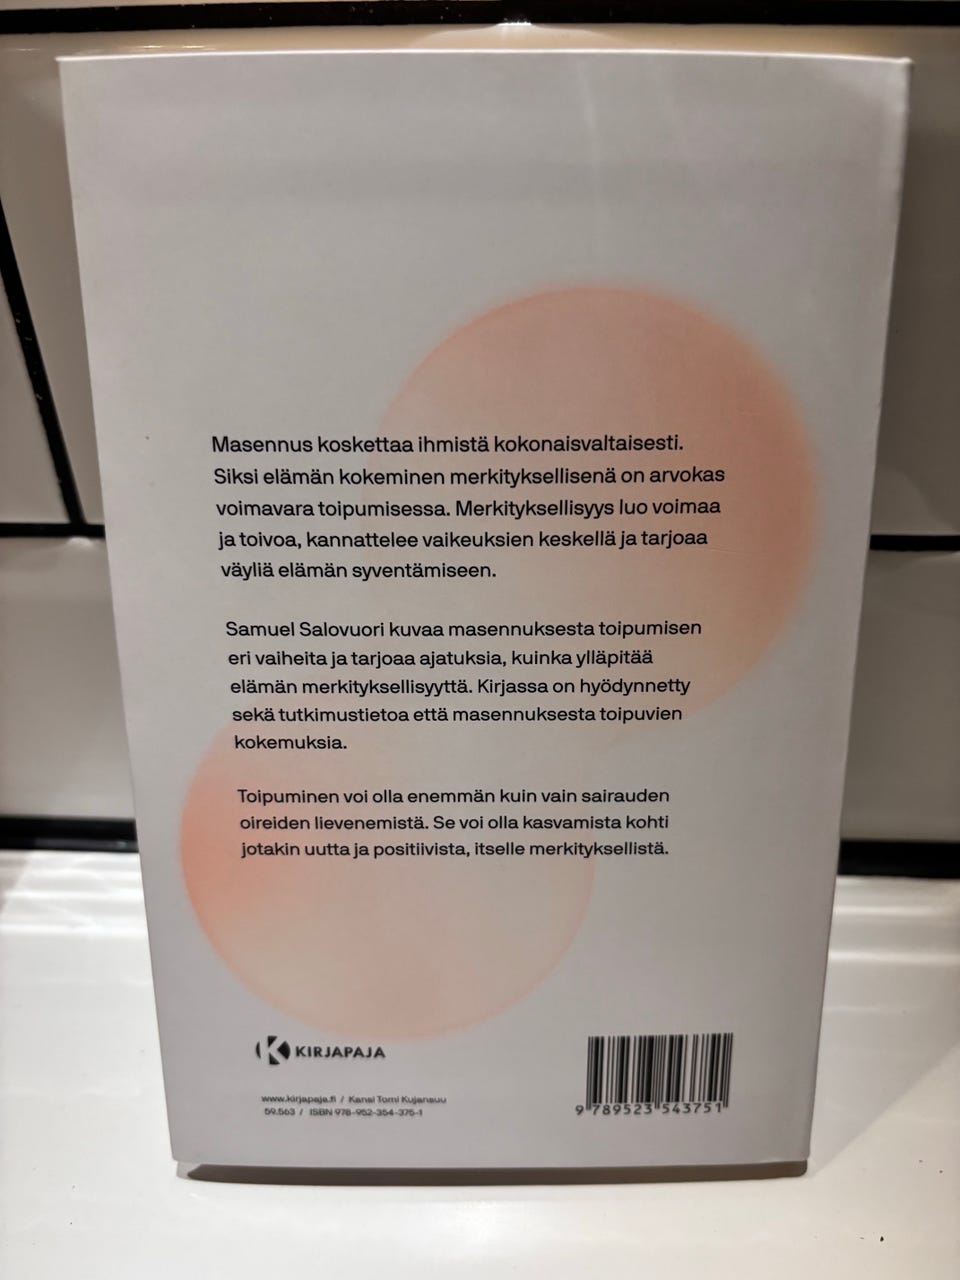 Masennus koskettaa ihmistä kokonaisvaltaisesti.
Siksi elämän kokeminen merkityksellisenä on arvokas
voimavara toipumisessa. Merkityksellisyys luo voimaa
ja toivoa, kannattelee vaikeuksien keskellä ja tarjoaa
väyliä elämän syventämiseen.
Samuel Salovuori kuvaa masennuksesta toipumisen
eri vaiheita ja tarjoaa ajatuksia, kuinka ylläpitää
elämän merkityksellisyyttä. Kirjassa on hyödynnetty
sekä tutkimustietoa että masennuksesta toipuvien
kokemuksia.
Toipuminen voi olla enemmän kuin vain sairauden
oireiden lievenemistä. Se voi olla kasvamista kohti
jotakin uutta ja positiivista, itselle merkityksellistä.
KIRJAPAJA
www.kirjapaja.fi / Kansi Tomi Kujansuu
59.563 / ISBN 978-952-354-375-1
9 789523 543751